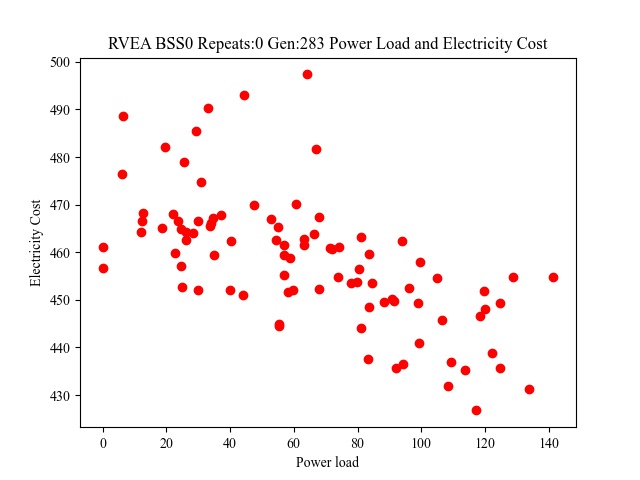 RVEA BSS0 Repeats:0 Gen:283 Power Load and Electricity Cost
500
490
480
470
460
450
440
430
Electricity Cost
0 20 40 60 80 100 120 140
Power load